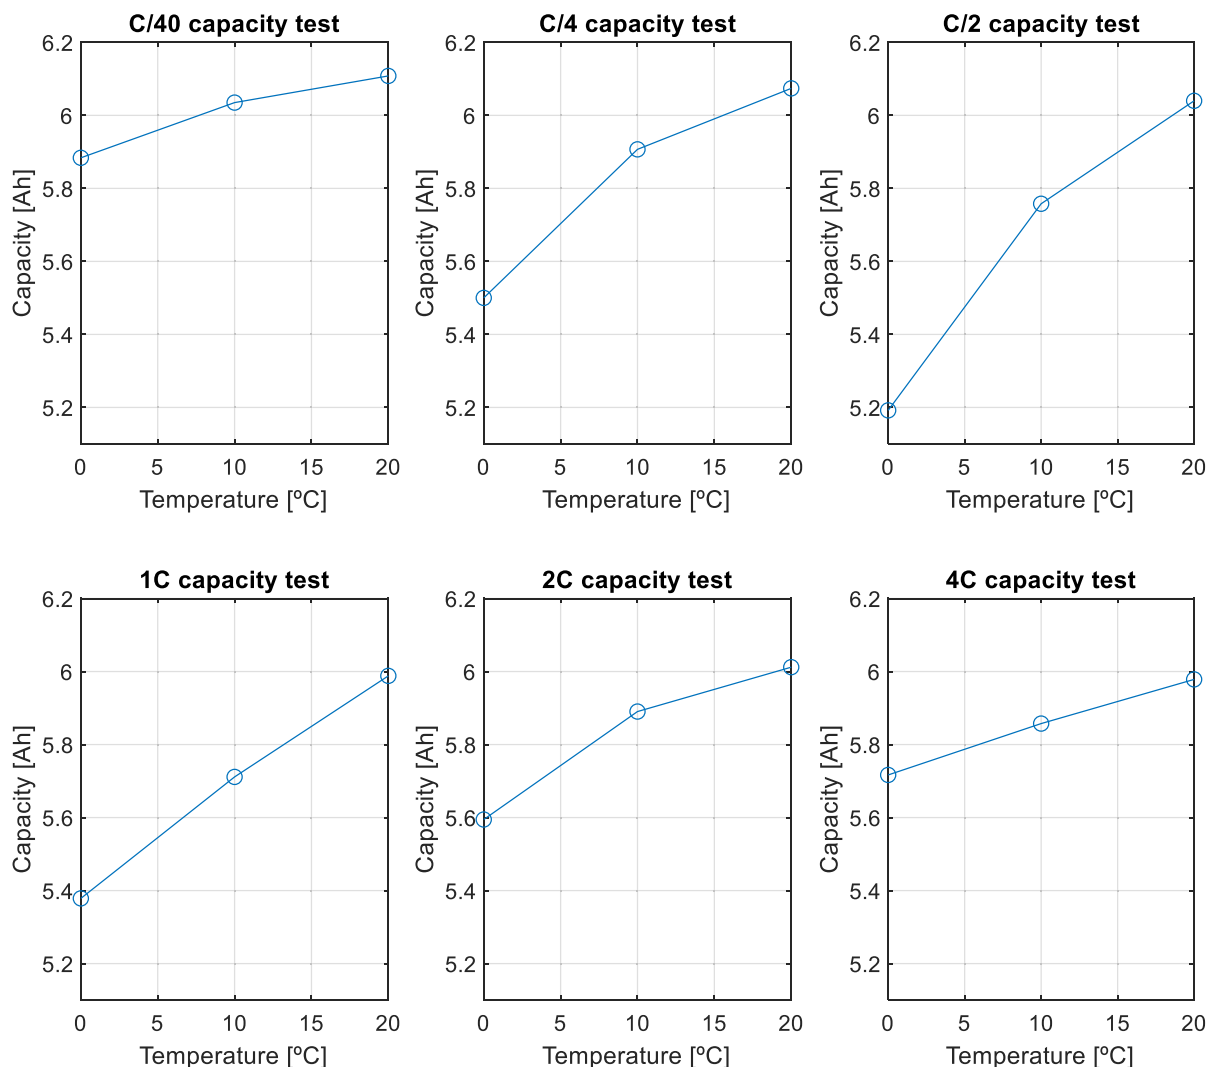 C/40 capacity test
C/4 capacity test
C/2 capacity test
6.2
6
5.8
5.6
5.4
5.2
Capacity [Ah]
0 5 10 15 20
Temperature [ºC]
6.2
6
5.8
5.6
5.4
5.2
Capacity [Ah]
0 5 10 15 20
Temperature [ºC]
6.2
6
5.8
5.6
5.4
5.2
Capacity [Ah]
0 5 10 15 20
Temperature [ºC]
1C capacity test
2C capacity test
4C capacity test
6.2
6
5.8
5.6
5.4
5.2
Capacity [Ah]
0 5 10 15 20
Temperature [ºC]
6.2
6
5.8
5.6
5.4
5.2
Capacity [Ah]
0 5 10 15 20
Temperature [ºC]
6.2
6
5.8
5.6
5.4
5.2
Capacity [Ah]
0 5 10 15 20
Temperature [ºC]